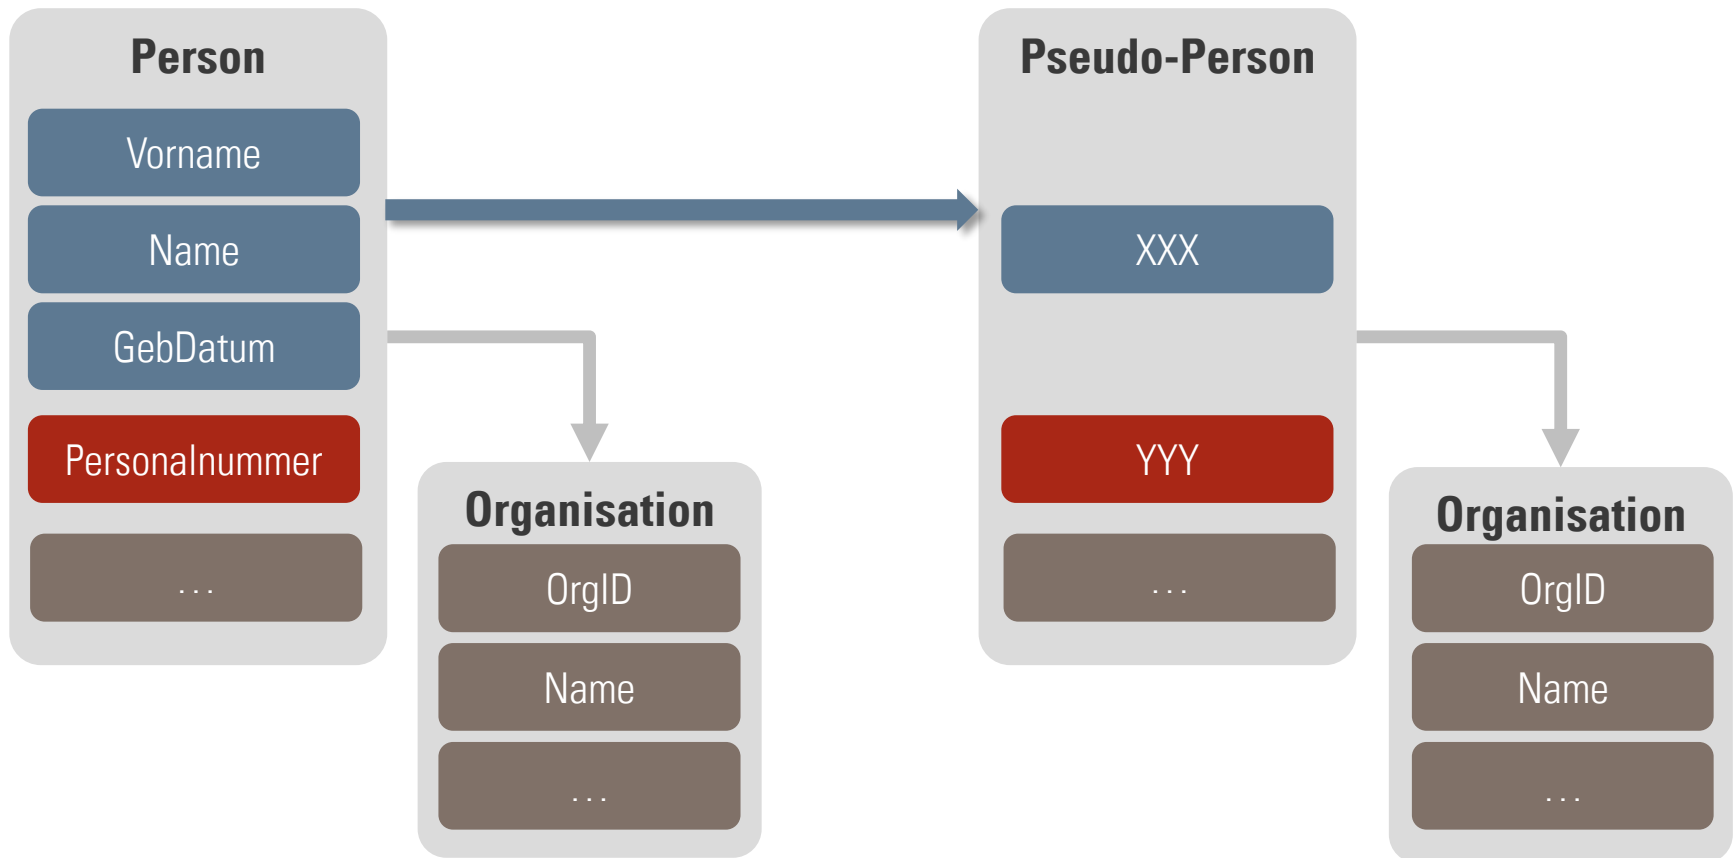 Person
Vorname
Name
GebDatum
Personalnummer
...
Organisation
OrgID
Name
...
Pseudo-Person
XXX
YYY
...
Organisation
OrgID
Name
...